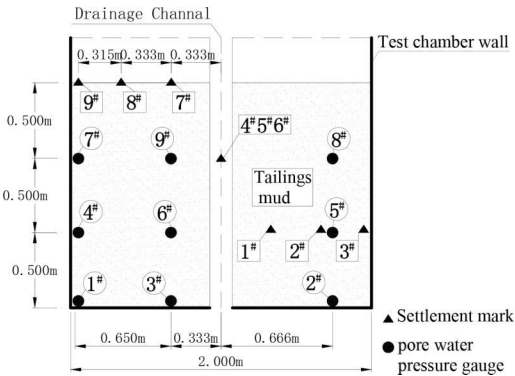 Drainage Channal
0.315m 0.333m 0.333m
Test chamber wall
9# 8# 7#
0.500m
4#5#6#
7# 9# 8#
Tailings
mud
0.500m
4# 6# 5#
1# 2# 3#
0.500m
1# 3# 2#
Settlement mark
0.650m 0.333m 0.666m
pore water
2.000m
pressure gauge